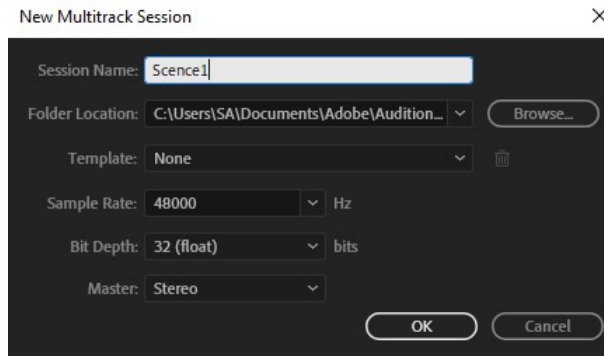 New Multitrack Session
Session Name: Scence1
Folder Location: C:\Users\SA\Documents\Adobe\Audition... Browse...
Template: None
Sample Rate: 48000 Hz
Bit Depth: 32 (float) bits
Master: Stereo
OK Cancel